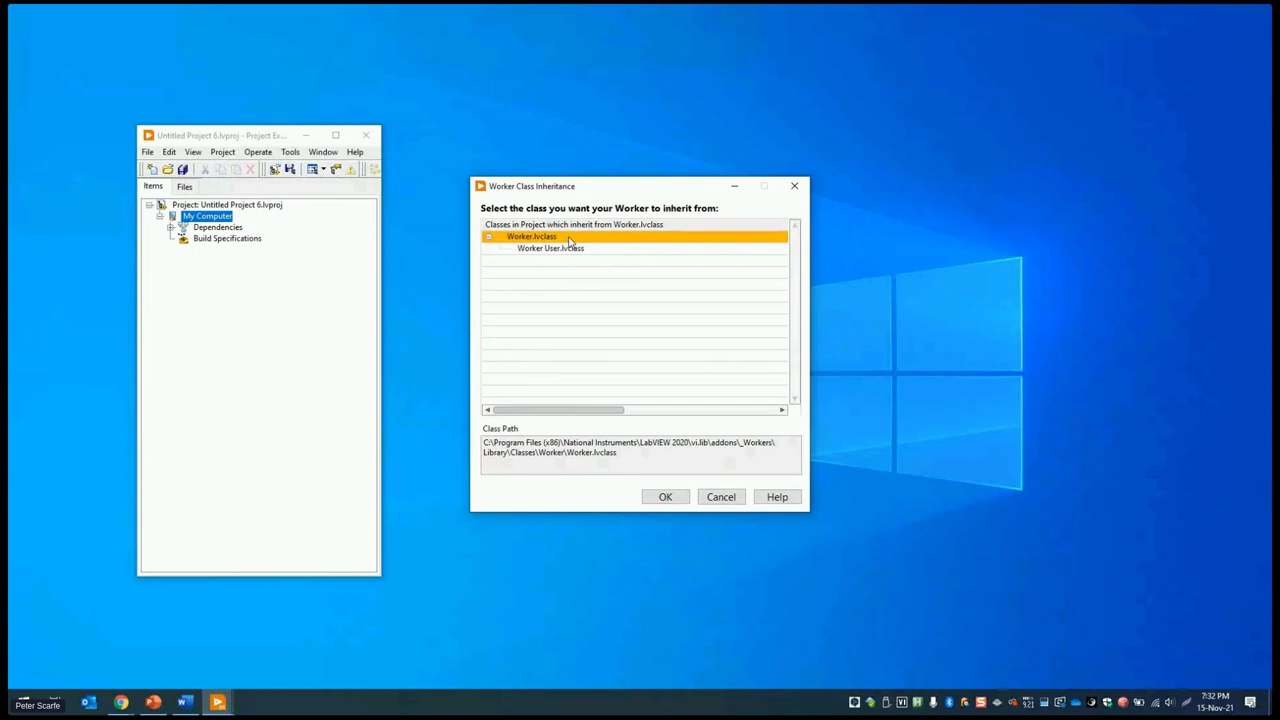 Untitled Project 6.lvproj - Project Ex...
File Edit View Project Operate Tools Window Help
Items Files
Project: Untitled Project 6.lvproj
My Computer
Dependencies
Build Specifications
Worker Class Inheritance
Select the class you want your Worker to inherit from:
Classes in Project which inherit from Worker.lvclass
Worker.lvclass
Worker User.lvclass
Class Path
C:\Program Files (x86)\National Instruments\LabVIEW 2020\vi.lib\addons\_Workers\
Library\Classes\Worker\Worker.lvclass
OK Cancel Help
Peter Scarfe
7:32 PM
15-Nov-21